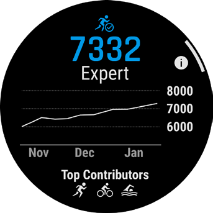 7332
Expert
i
8000
7000
6000
Nov Dec Jan
Top Contributors